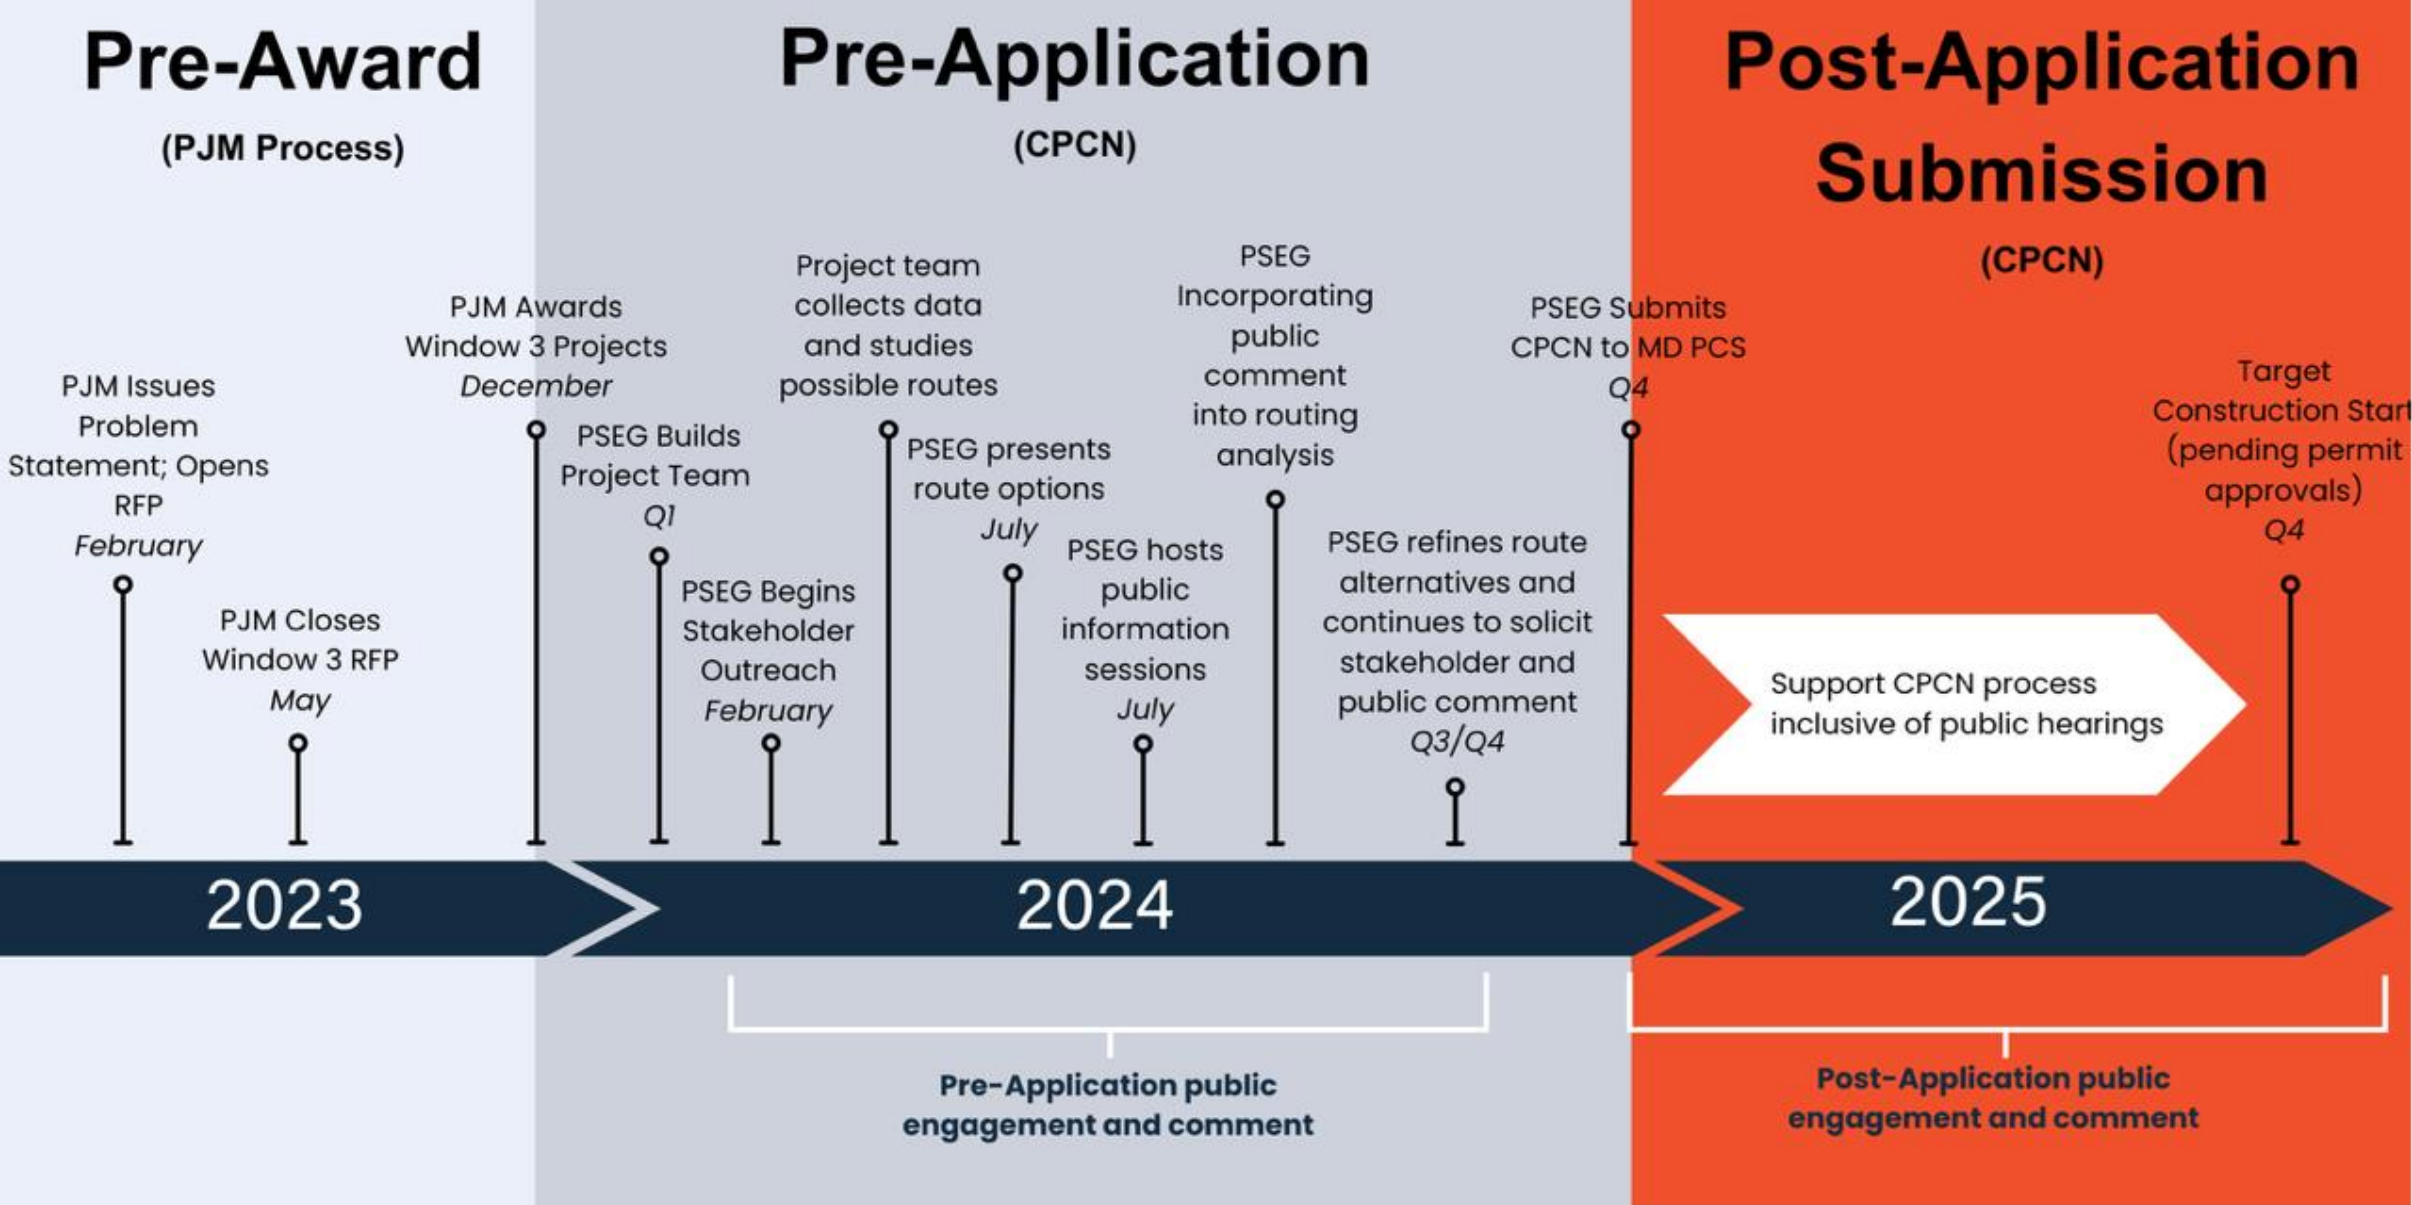 Pre-Award
(PJM Process)
Pre-Application
(CPCN)
Post-Application
Submission
(CPCN)
PJM Issues
Problem
Statement; Opens
RFP
February
PJM Closes
Window 3 RFP
May
PJM Awards
Window 3 Projects
December
PSEG Builds
Project Team
Q1
PSEG Begins
Stakeholder
Outreach
February
Project team
collects data
and studies
possible routes
PSEG presents
route options
July
PSEG hosts
public
information
sessions
July
PSEG
Incorporating
public
comment
into routing
analysis
PSEG refines route
alternatives and
continues to solicit
stakeholder and
public comment
Q3/Q4
PSEG Submits
CPCN to MD PCS
Q4
Support CPCN process
inclusive of public hearings
Target
Construction Start
(pending permit
approvals)
Q4
2023
2024
2025
Pre-Application public
engagement and comment
Post-Application public
engagement and comment